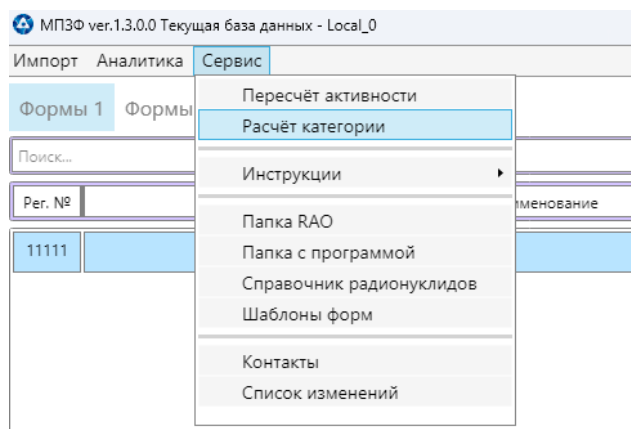 МПЗФ ver.1.3.0.0 Текущая база данных - Local_0
Импорт Аналитика Сервис
Формы 1 Формы
Пересчёт активности
Расчёт категории
Поиск...
Инструкции
Рег. № именование
Папка RAO
11111
Папка с программой
Справочник радионуклидов
Шаблоны форм
Контакты
Список изменений